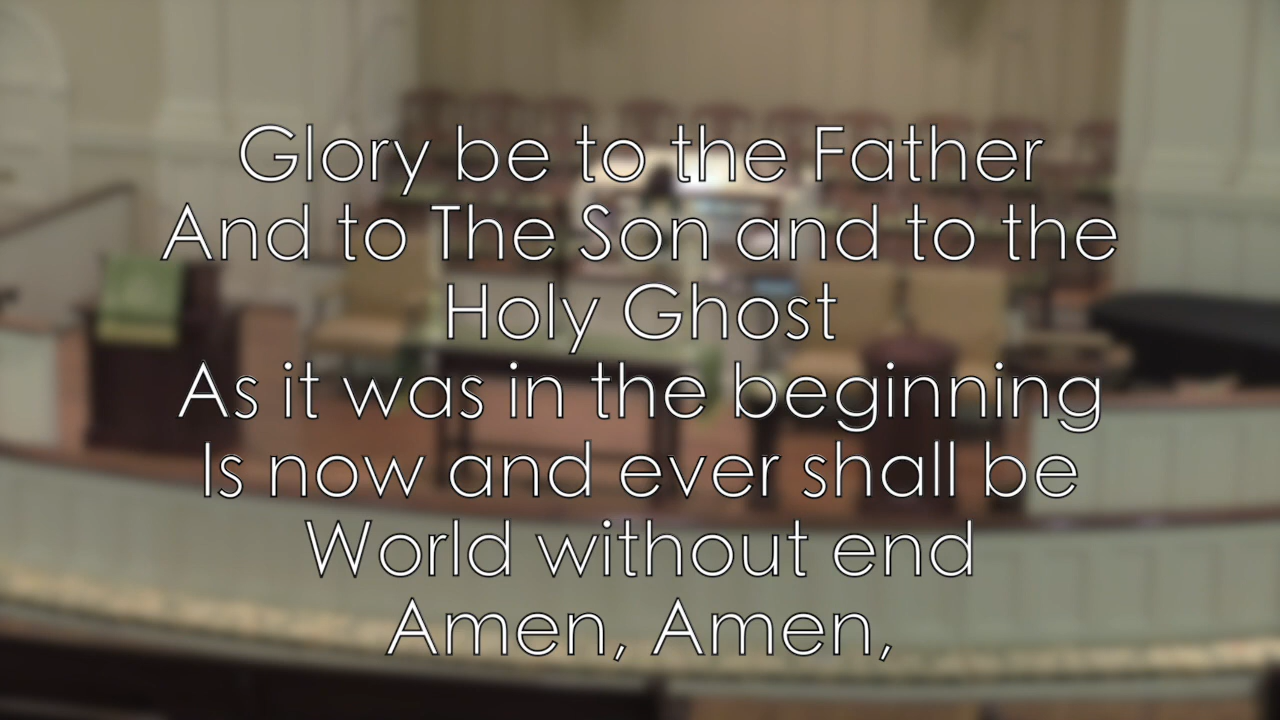 Glory be to the Father
And to The Son and to the
Holy Ghost
As it was in the beginning
Is now and ever shall be
World without end
Amen, Amen,